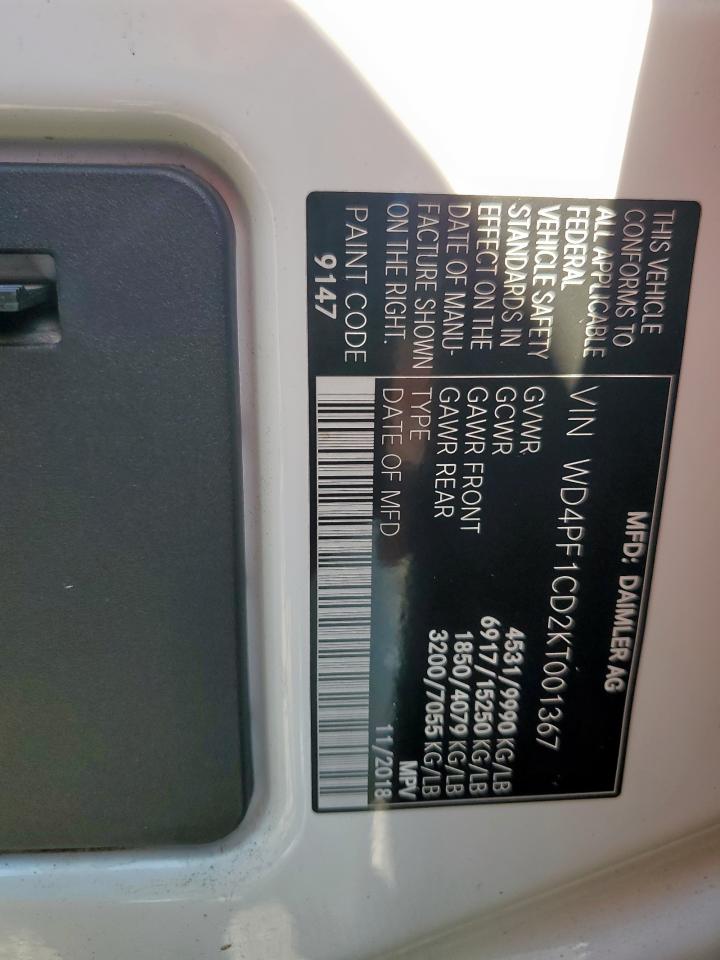 THIS VEHICLE
CONFORMS TO
ALL APPLICABLE
FEDERAL
VEHICLE SAFETY
STANDARDS IN
EFFECT ON THE
DATE OF MANU-
FACTURE SHOWN
ON THE RIGHT.
PAINT CODE
9147
MFD: DAIMLER AG
VIN WD4PF1CD2KT001367
GVWR 4531/9990 KG/LB
GCWR 6917/15250 KG/LB
GAWR FRONT 1850/4079 KG/LB
GAWR REAR 3200/7055 KG/LB
TYPE MPV
DATE OF MFD 11/2018